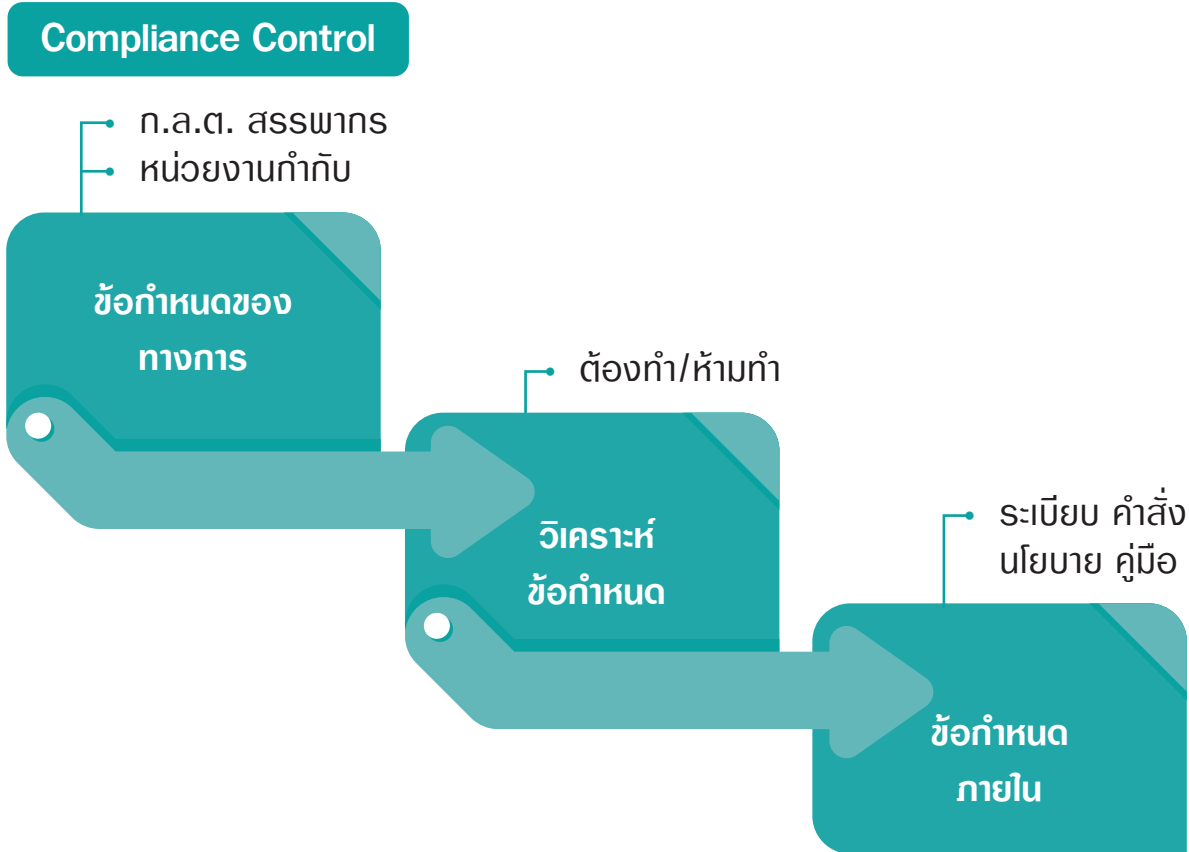 Compliance Control
ก.ล.ต. สรรพากร
หน่วยงานกำกับ
ข้อกำหนดของ
ทางการ
ต้องทำ/ห้ามทำ
วิเคราะห์
ข้อกำหนด
ระเบียบ คำสั่ง
นโยบาย คู่มือ
ข้อกำหนด
ภายใน